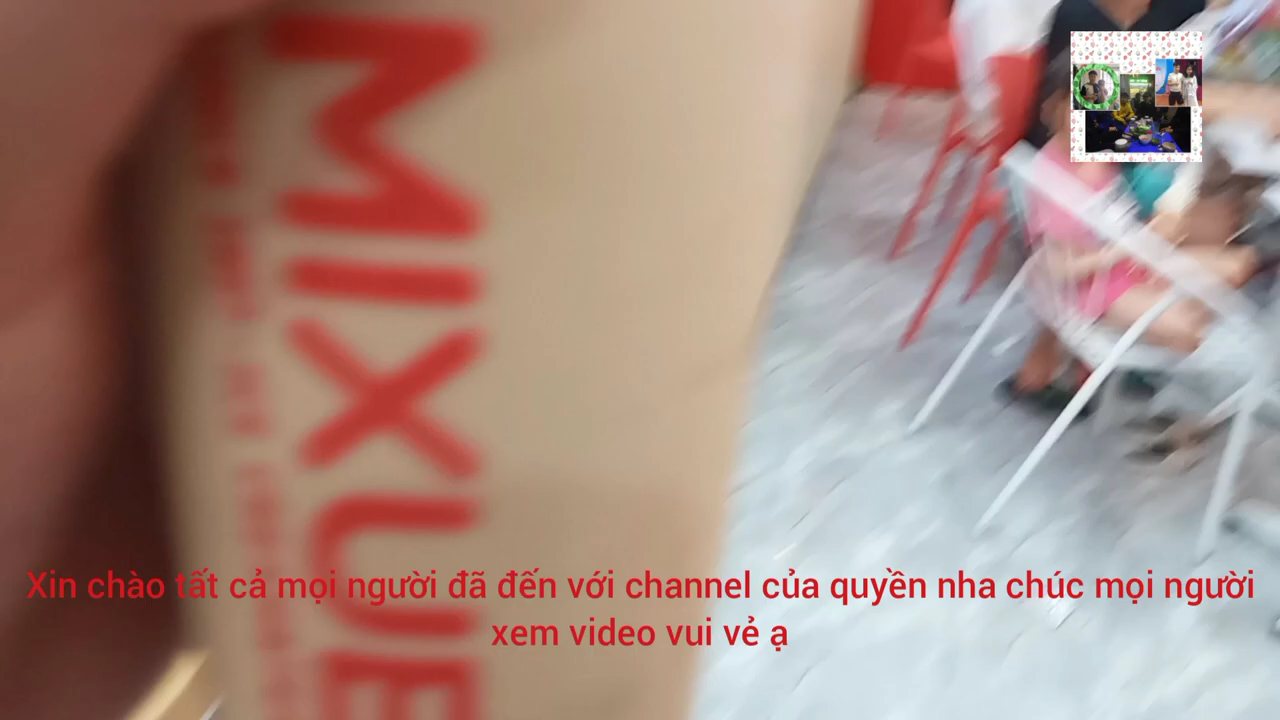 MIXUE
Xin chào tất cả mọi người đã đến với channel của quyền nha chúc mọi người
xem video vui vẻ ạ